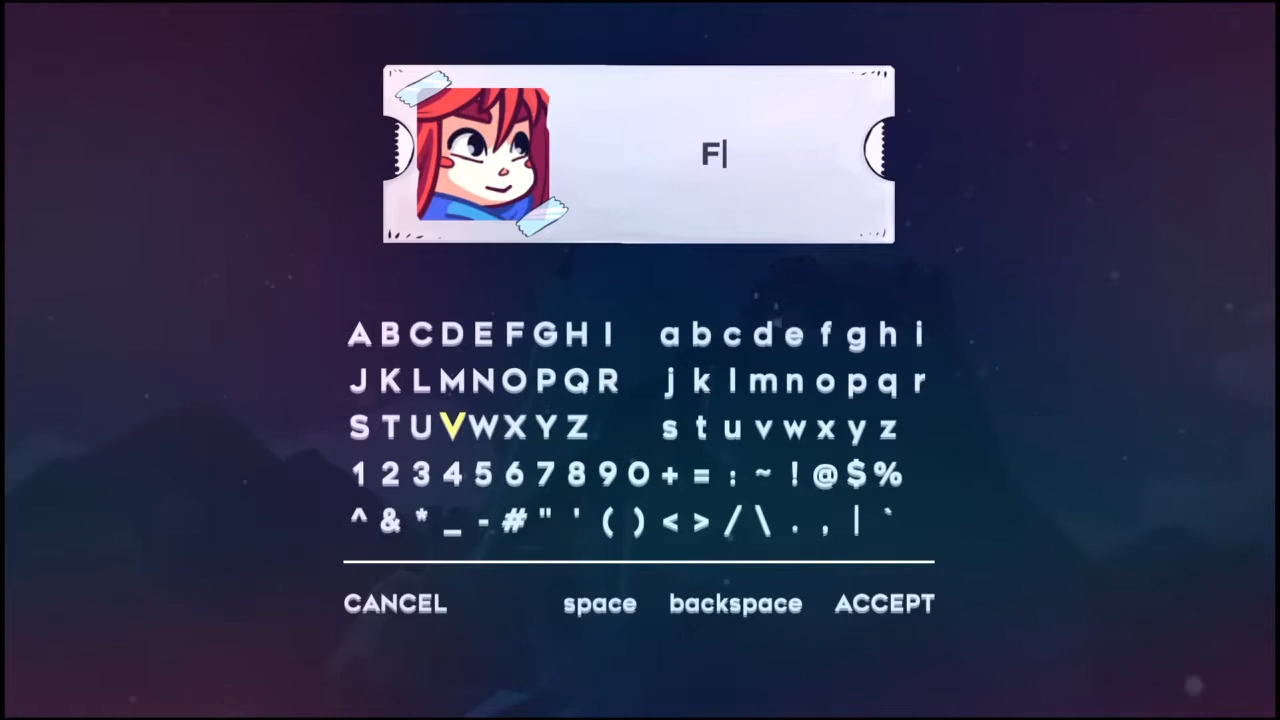 F|
A B C D E F G H I a b c d e f g h i
J K L M N O P Q R j k l m n o p q r
S T U V W X Y Z s t u v w x y z
1 2 3 4 5 6 7 8 9 0 + = : ~ ! @ $ %
^ & * _ - # " ' ( ) < > / \ . , | `
CANCEL space backspace ACCEPT